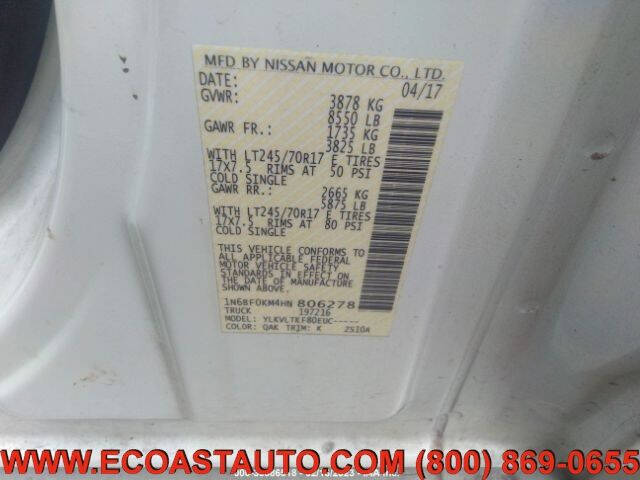 MFD BY NISSAN MOTOR CO., LTD.
DATE: 04/17
GVWR: 3878 KG
8550 LB
GAWR FR.: 1735 KG
3825 LB
WITH LT245/70R17 E TIRES
17X7.5 RIMS AT 50 PSI
COLD SINGLE
GAWR RR.: 2665 KG
5875 LB
WITH LT245/70R17 E TIRES
17X7.5 RIMS AT 80 PSI
COLD SINGLE
THIS VEHICLE CONFORMS TO
ALL APPLICABLE FEDERAL
MOTOR VEHICLE SAFETY
STANDARDS IN EFFECT ON
THE DATE OF MANUFACTURE
1N6BF0KM4HN 806278
TRUCK 197216
MODEL: YLKVLTKF80EUC-----
COLOR: QAK TRIM: K 2SI0A
WWW.ECOASTAUTO.COM (800) 869-0655